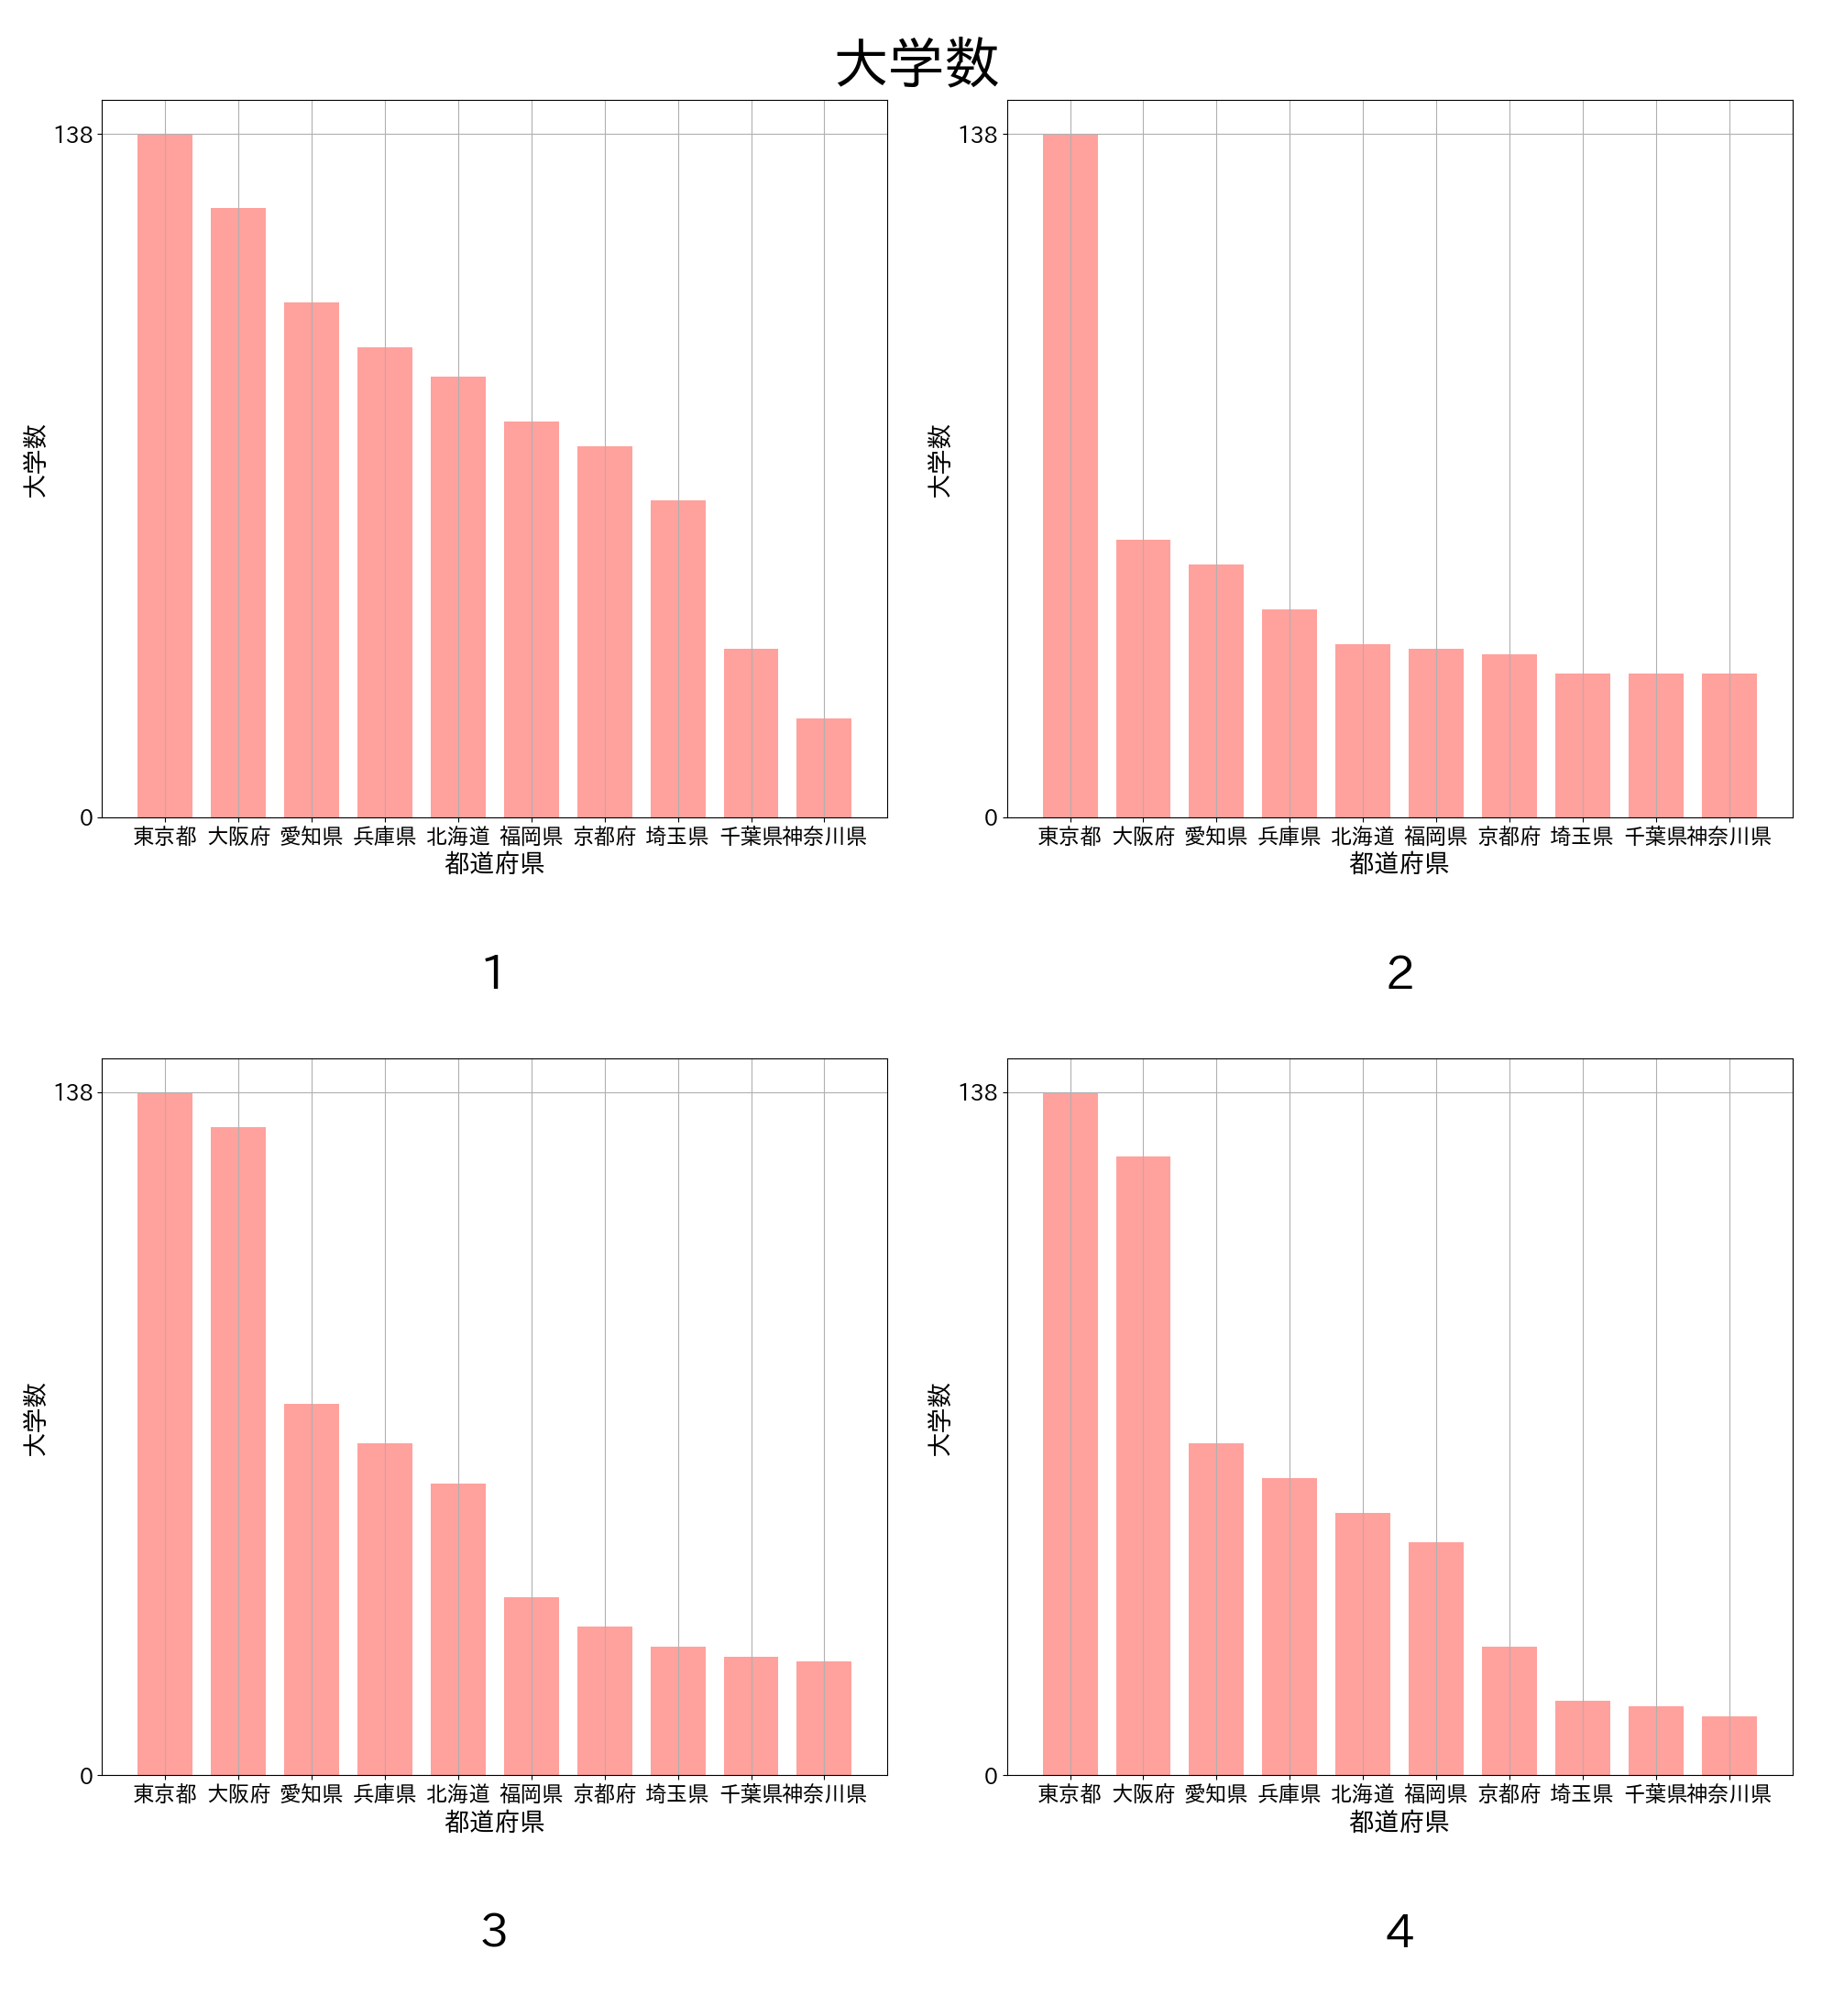 大学数
138
0
大学数
東京都 大阪府 愛知県 兵庫県 北海道 福岡県 京都府 埼玉県 千葉県 神奈川県
都道府県
1
138
0
大学数
東京都 大阪府 愛知県 兵庫県 北海道 福岡県 京都府 埼玉県 千葉県 神奈川県
都道府県
2
138
0
大学数
東京都 大阪府 愛知県 兵庫県 北海道 福岡県 京都府 埼玉県 千葉県 神奈川県
都道府県
3
138
0
大学数
東京都 大阪府 愛知県 兵庫県 北海道 福岡県 京都府 埼玉県 千葉県 神奈川県
都道府県
4